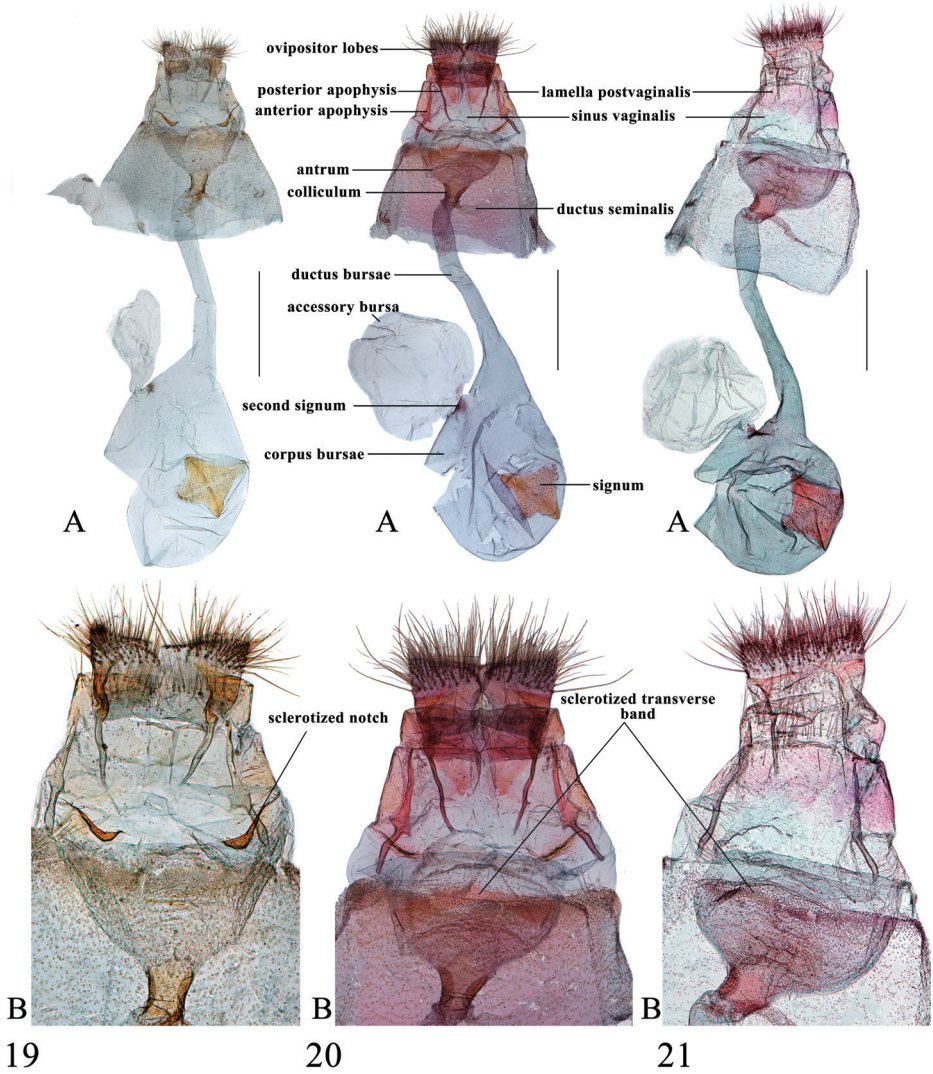 ovipositor lobes
posterior apophysis
lamella postvaginalis
anterior apophysis
sinus vaginalis
antrum
colliculum
ductus seminalis
ductus bursae
accessory bursa
second signum
corpus bursae
signum
A
A
A
sclerotized notch
sclerotized transverse
band
B
B
B
19
20
21